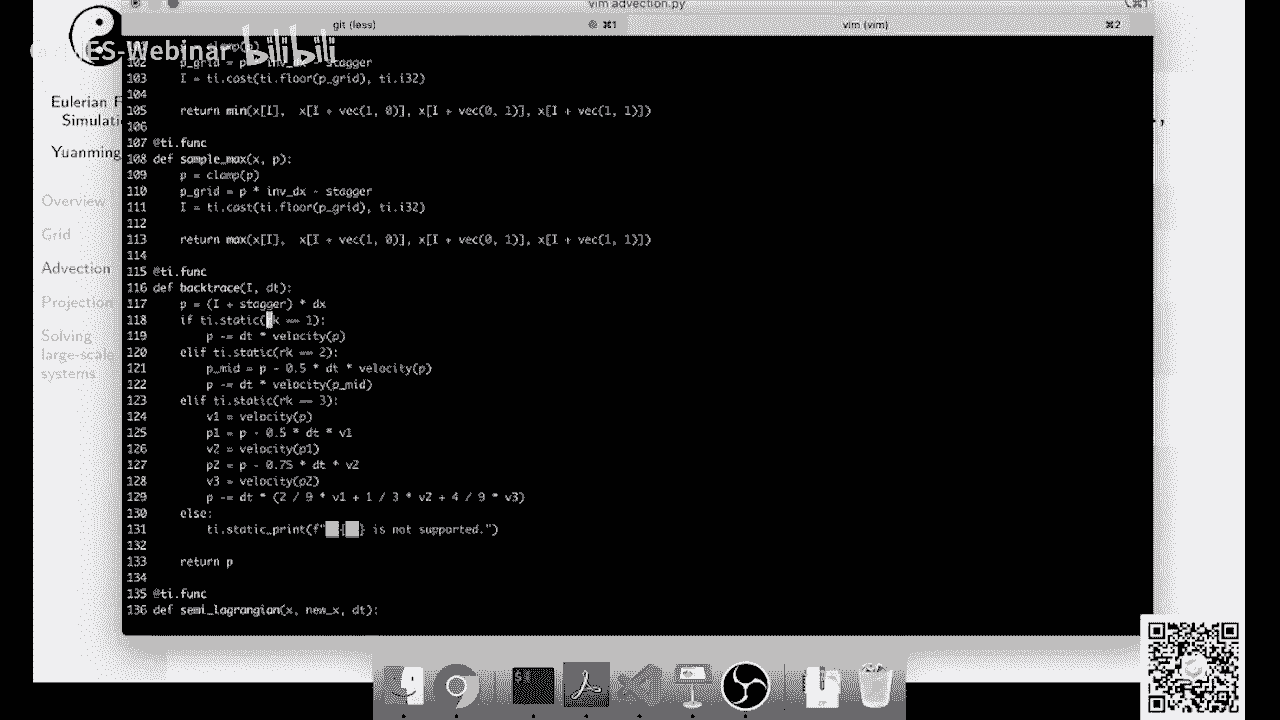 vim advection.py
git (less) ⌘1
vim (vim) ⌘2
ES-Webinar bilibili
102 stagger
103 I = ti.cast(ti.floor(p_grid), ti.i32)
104
105 return min(x[I], x[I + vec(1, 0)], x[I + vec(0, 1)], x[I + vec(1, 1)])
106
107 @ti.func
108 def sample_max(x, p):
109 p = clamp(p)
110 p_grid = p * inv_dx - stagger
111 I = ti.cast(ti.floor(p_grid), ti.i32)
112
113 return max(x[I], x[I + vec(1, 0)], x[I + vec(0, 1)], x[I + vec(1, 1)])
114
115 @ti.func
116 def backtrace(I, dt):
117 p = (I + stagger) * dx
118 if ti.static(rk == 1):
119 p -= dt * velocity(p)
120 elif ti.static(rk == 2):
121 p_mid = p - 0.5 * dt * velocity(p)
122 p -= dt * velocity(p_mid)
123 elif ti.static(rk == 3):
124 v1 = velocity(p)
125 p1 = p - 0.5 * dt * v1
126 v2 = velocity(p1)
127 p2 = p - 0.75 * dt * v2
128 v3 = velocity(p2)
129 p -= dt * (2 / 9 * v1 + 1 / 3 * v2 + 4 / 9 * v3)
130 else:
131 ti.static_print(f" { } is not supported.")
132
133 return p
134
135 @ti.func
136 def semi_lagrangian(x, new_x, dt):
Eulerian
Yuanming
Overview
Grid
Advection
Projection
Solving
large-scale
systems